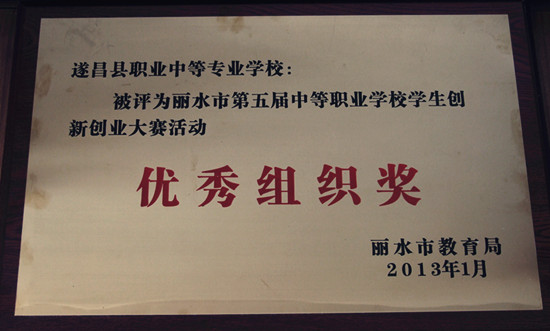 遂昌县职业中等专业学校：
被评为丽水市第五届中等职业学校学生创
新创业大赛活动
优秀组织奖
丽水市教育局
2013年1月